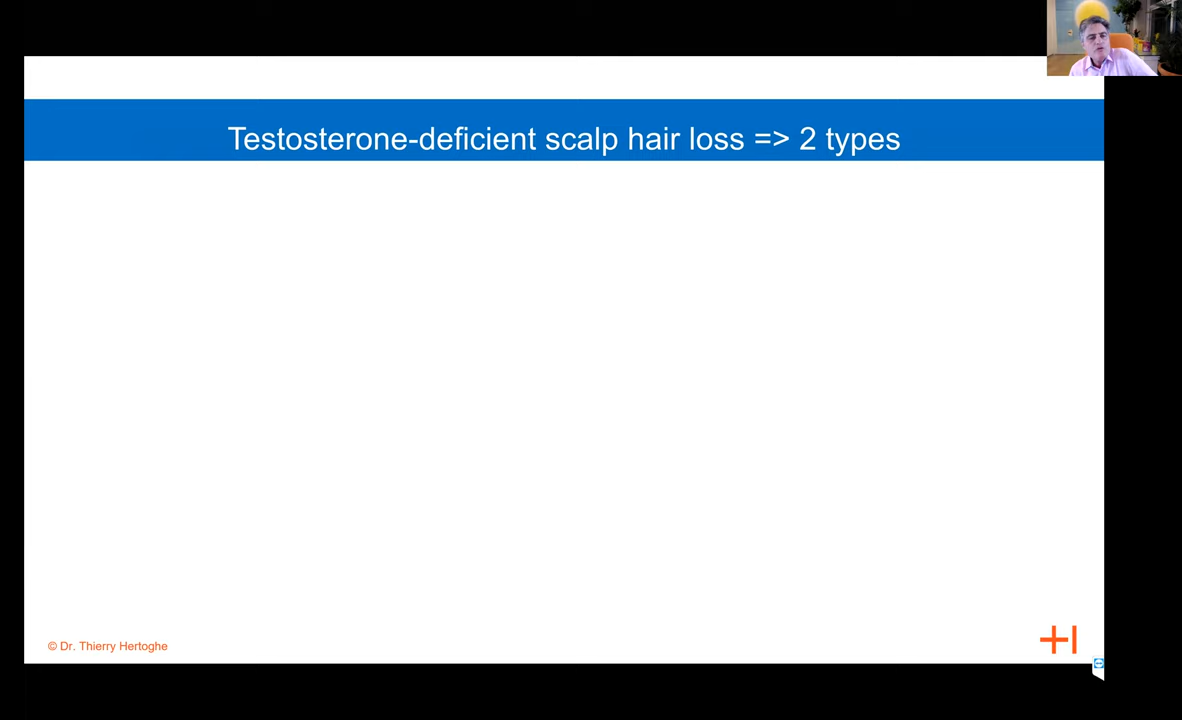 Testosterone-deficient scalp hair loss => 2 types
© Dr. Thierry Hertoghe